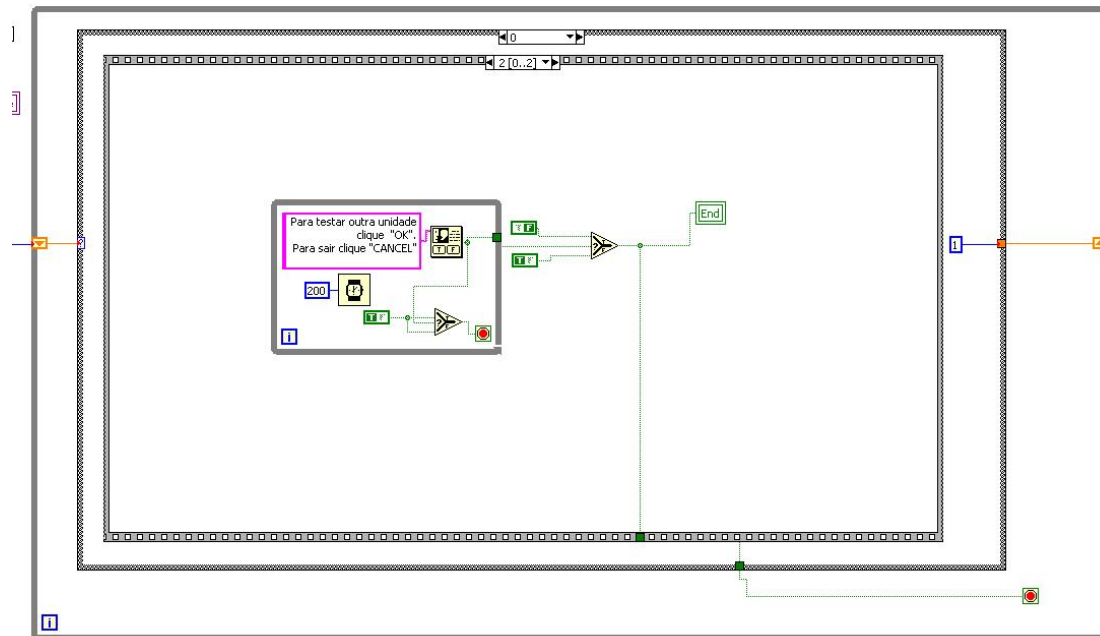 ]
0
2 [0..2]
Para testar outra unidade
clique "OK".
Para sair clique "CANCEL"
T F
200
T F
i
T F
T F
End
?
1
i